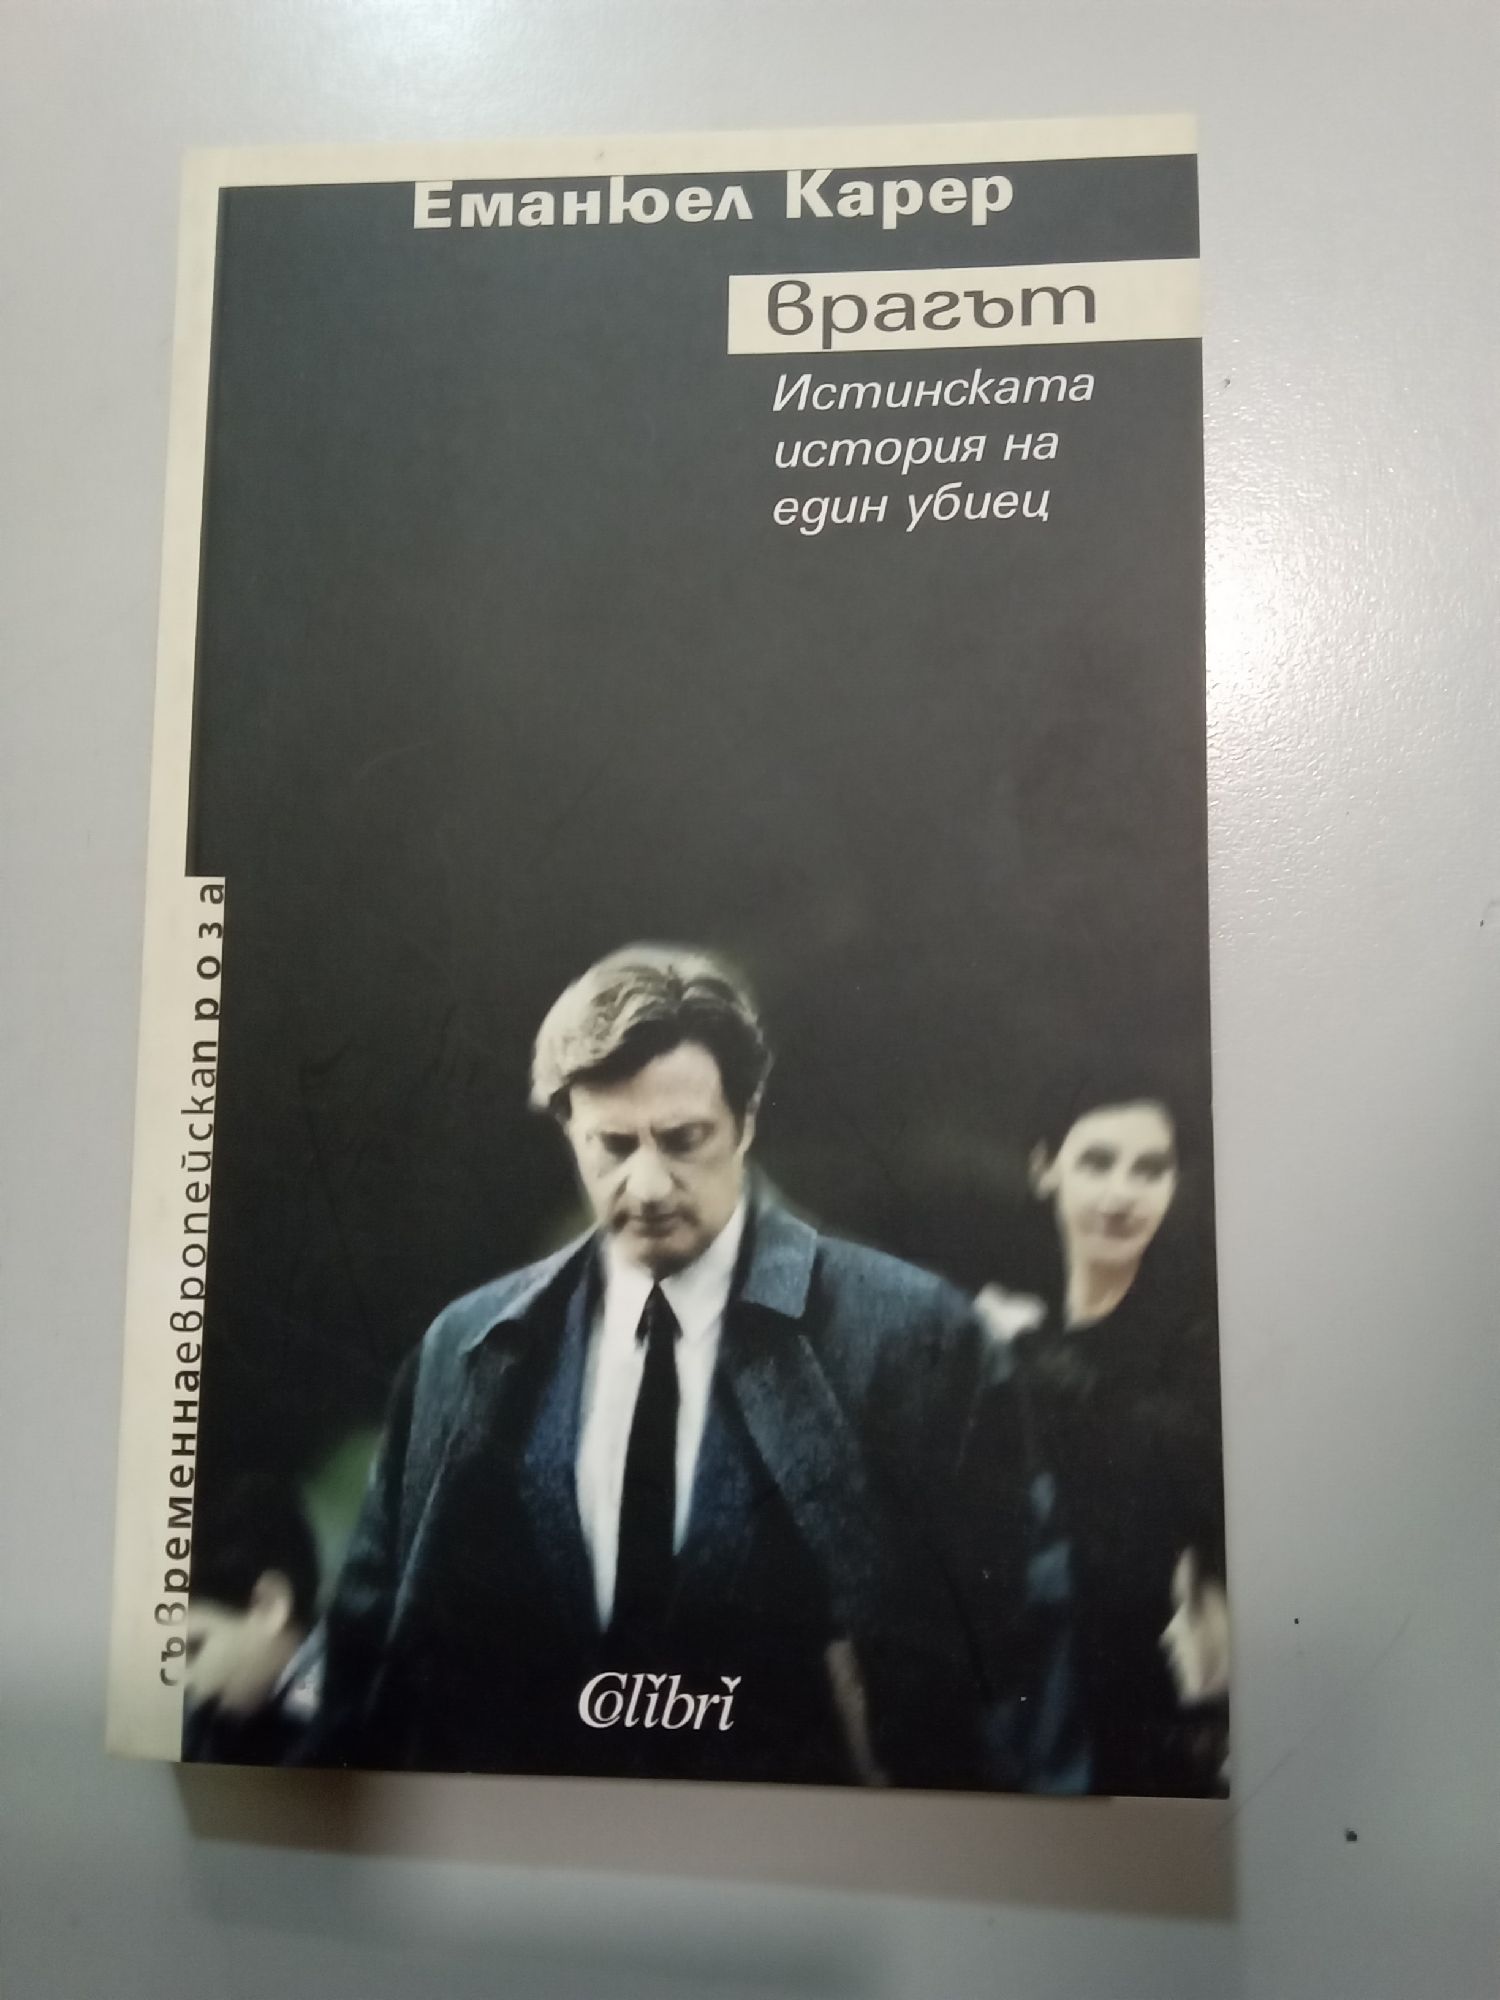 Еманюел Карер
врагът
Истинската
история на
един убиец
съвременнаевропейскапроза
Colibri